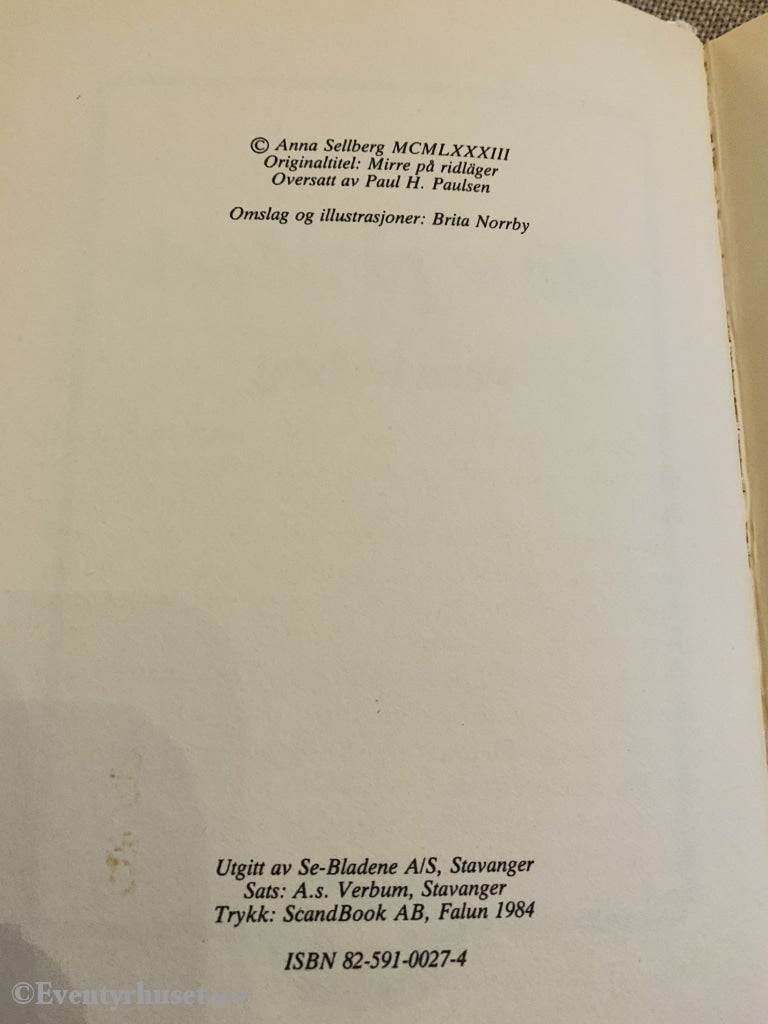 © Anna Sellberg MCMLXXXIII
Originaltitel: Mirre på ridläger
Oversatt av Paul H. Paulsen
Omslag og illustrasjoner: Brita Norrby
Utgitt av Se-Bladene A/S, Stavanger
Sats: A.s. Verbum, Stavanger
Trykk: ScandBook AB, Falun 1984
ISBN 82-591-0027-4
©Eventyrhuset.no